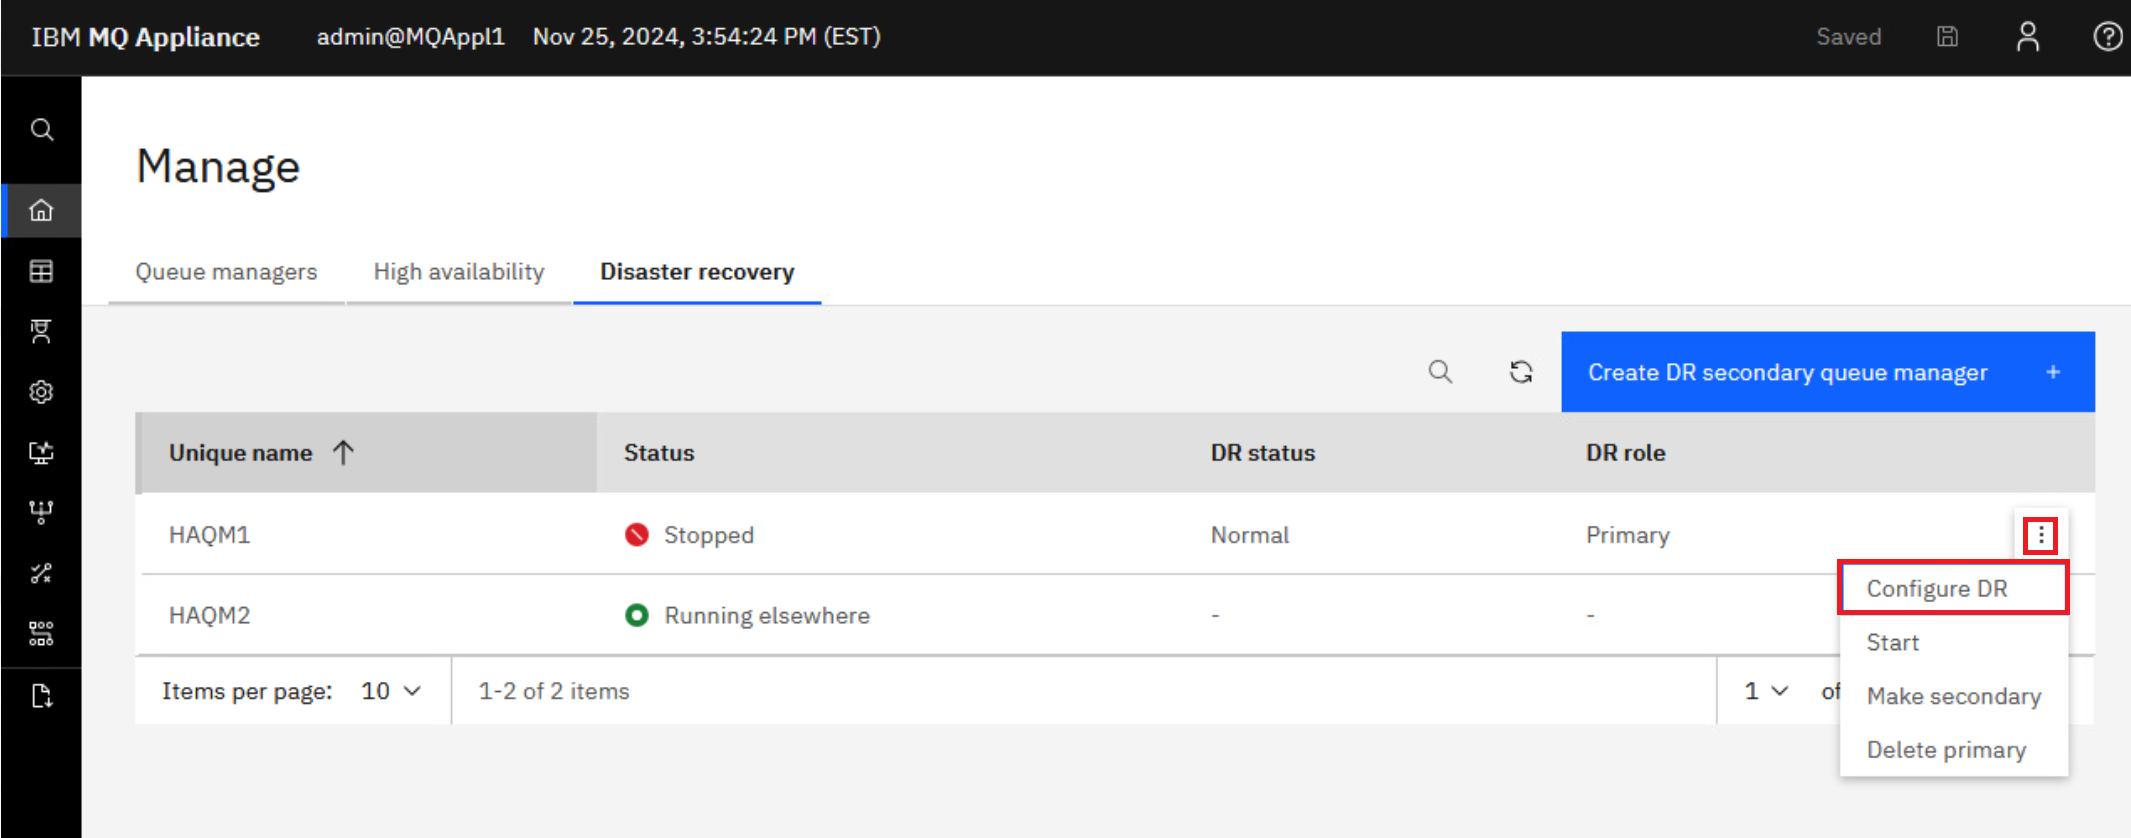 IBM MQ Appliance admin@MQAppl1 Nov 25, 2024, 3:54:24 PM (EST) Saved
Manage
Queue managers High availability Disaster recovery
Create DR secondary queue manager +
Unique name Status DR status DR role
HAQM1 Stopped Normal Primary
Configure DR
HAQM2 Running elsewhere - -
Start
Items per page: 10 1-2 of 2 items 1 of
Make secondary
Delete primary